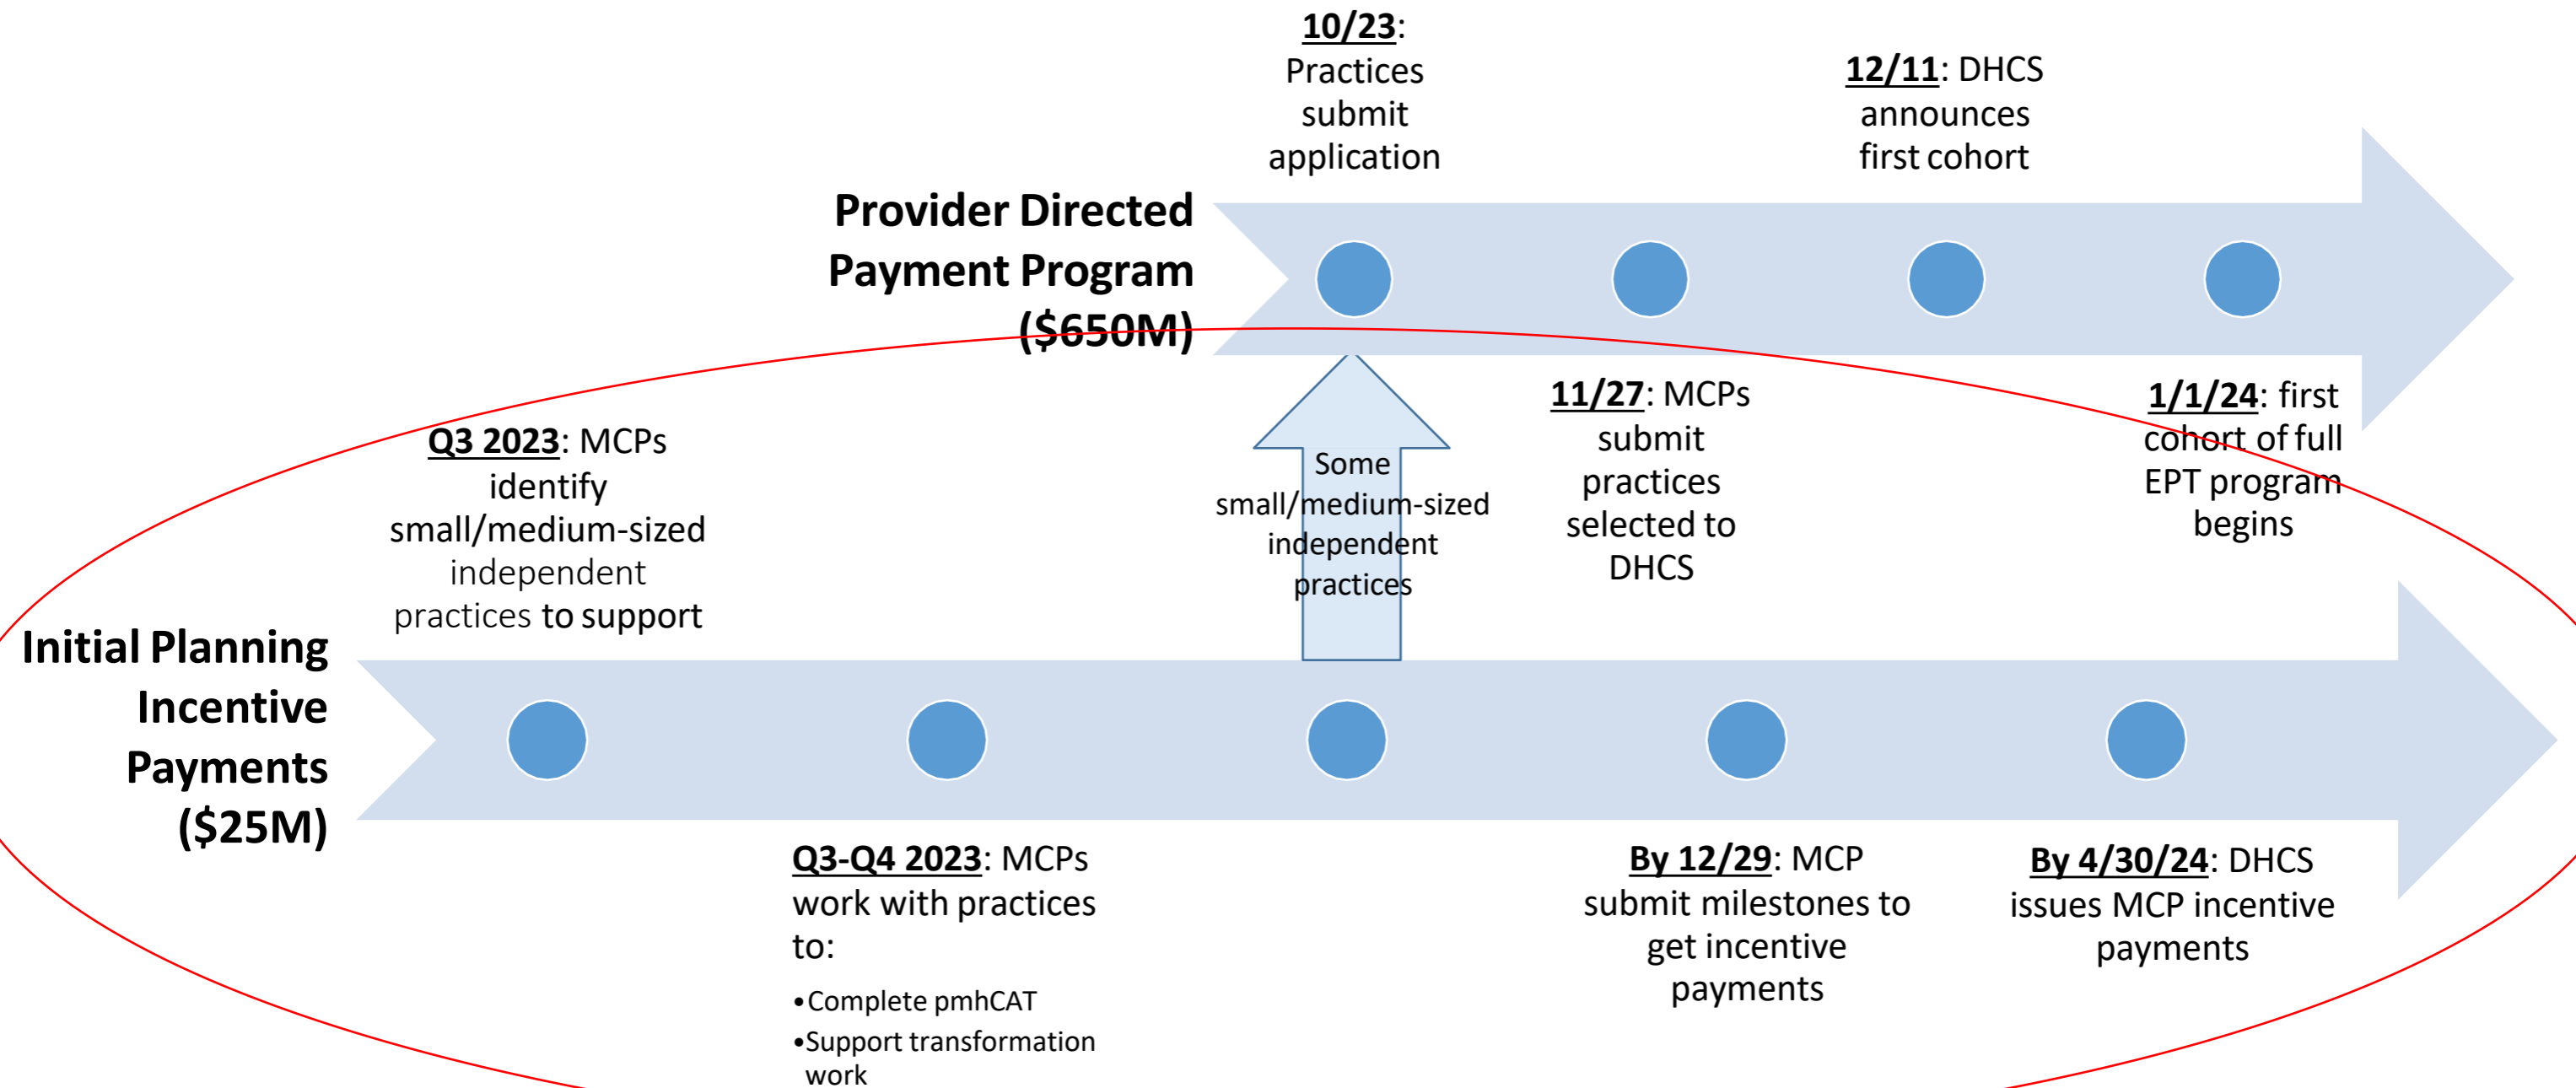 10/23:
Practices
submit
application
12/11: DHCS
announces
first cohort
Provider Directed
Payment Program
($650M)
Q3 2023: MCPs
identify
small/medium-sized
independent
practices to support
Some
small/medium-sized
independent
practices
11/27: MCPs
submit
practices
selected to
DHCS
1/1/24: first
cohort of full
EPT program
begins
Initial Planning
Incentive
Payments
($25M)
Q3-Q4 2023: MCPs
work with practices
to:
•Complete pmhCAT
•Support transformation
work
By 12/29: MCP
submit milestones to
get incentive
payments
By 4/30/24: DHCS
issues MCP incentive
payments